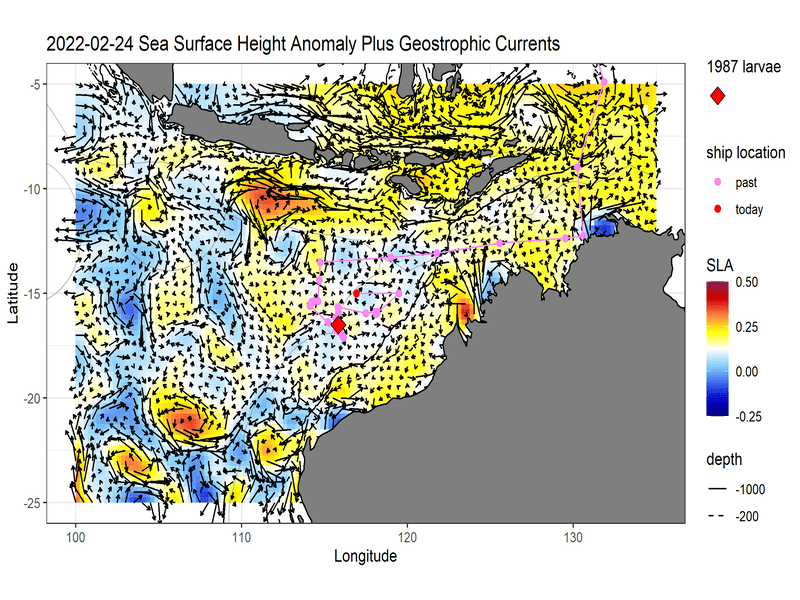 2022-02-24 Sea Surface Height Anomaly Plus Geostrophic Currents
1987 larvae
ship location
past
today
SLA
0.50
0.25
0.00
-0.25
depth
-1000
-200
Latitude
-5
-10
-15
-20
-25
100
110
120
130
Longitude